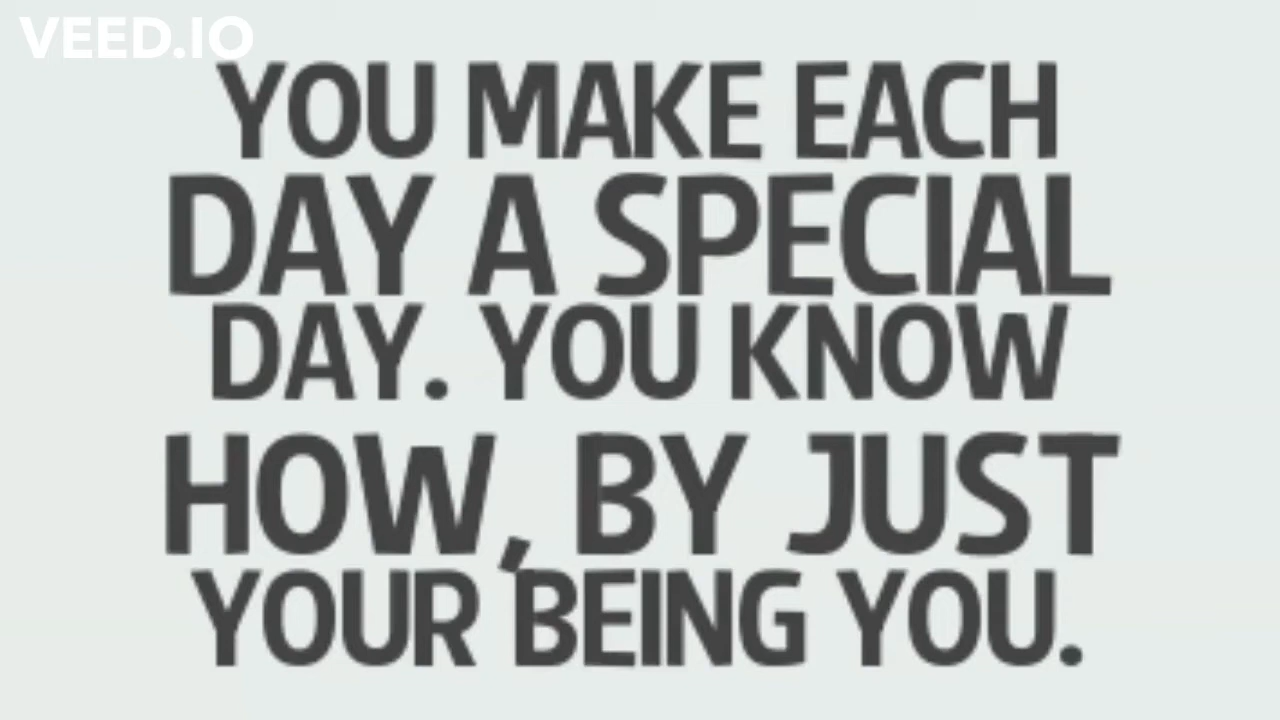 VEED.IO
YOU MAKE EACH
DAY A SPECIAL
DAY. YOU KNOW
HOW, BY JUST
YOUR BEING YOU.